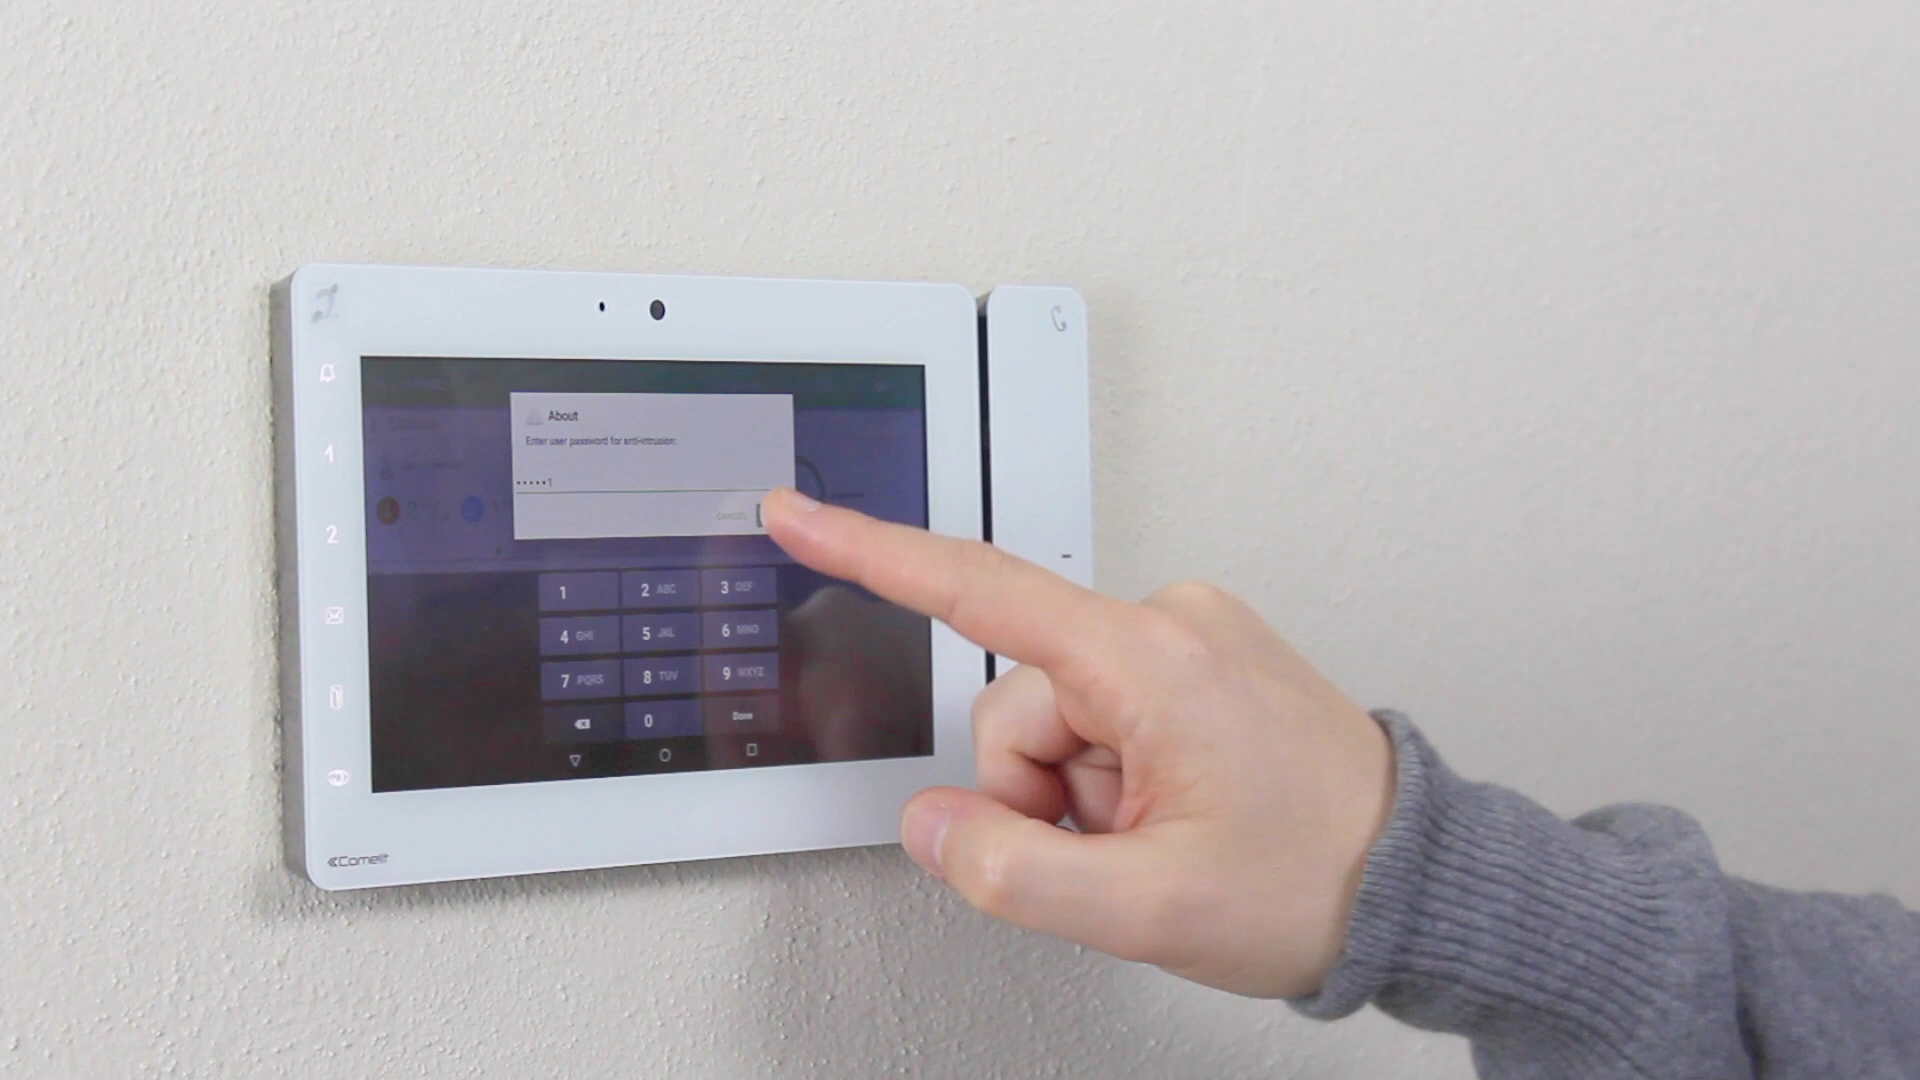 About
Enter user password for anti-intrusion:
•••••1
CANCEL
1
2
1
2 ABC
3 DEF
4 GHI
5 JKL
6 MNO
7 PQRS
8 TUV
9 WXYZ
0
Done
Comelit